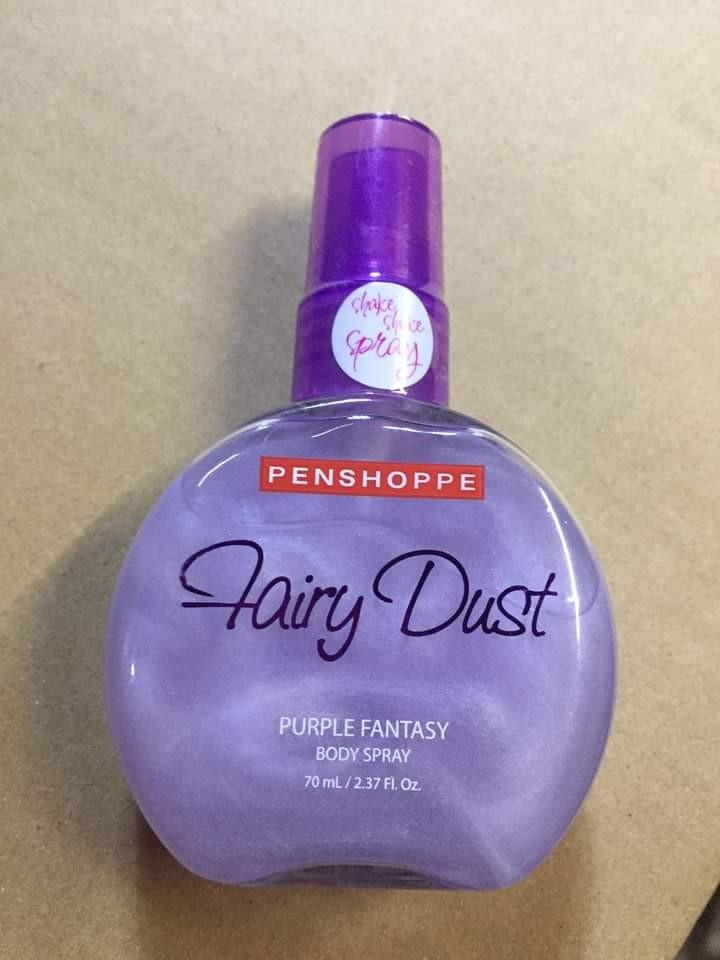 shake
shake
spray
PENSHOPPE
Fairy Dust
PURPLE FANTASY
BODY SPRAY
70 mL / 2.37 Fl. Oz.